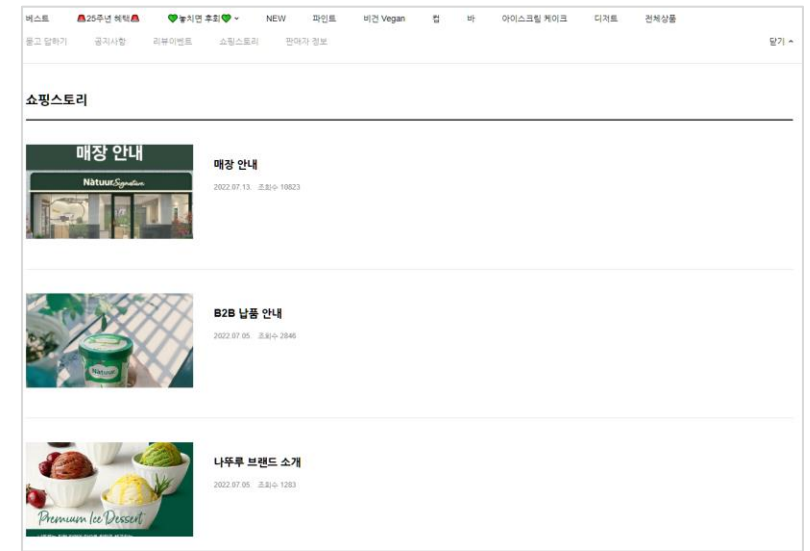 베스트 25주년 혜택 놓치면 후회 NEW 파인트 비건 Vegan 컵 바 아이스크림 케이크 디저트 전체상품
묻고 답하기 공지사항 리뷰이벤트 쇼핑스토리 판매자 정보 닫기
쇼핑스토리
매장 안내
Natuur Signature
매장 안내
2022.07.13. 조회수 10823
B2B 납품 안내
2022.07.05. 조회수 2846
Natuur
나뚜루 브랜드 소개
2022.07.05. 조회수 1283
Premium Ice Dessert